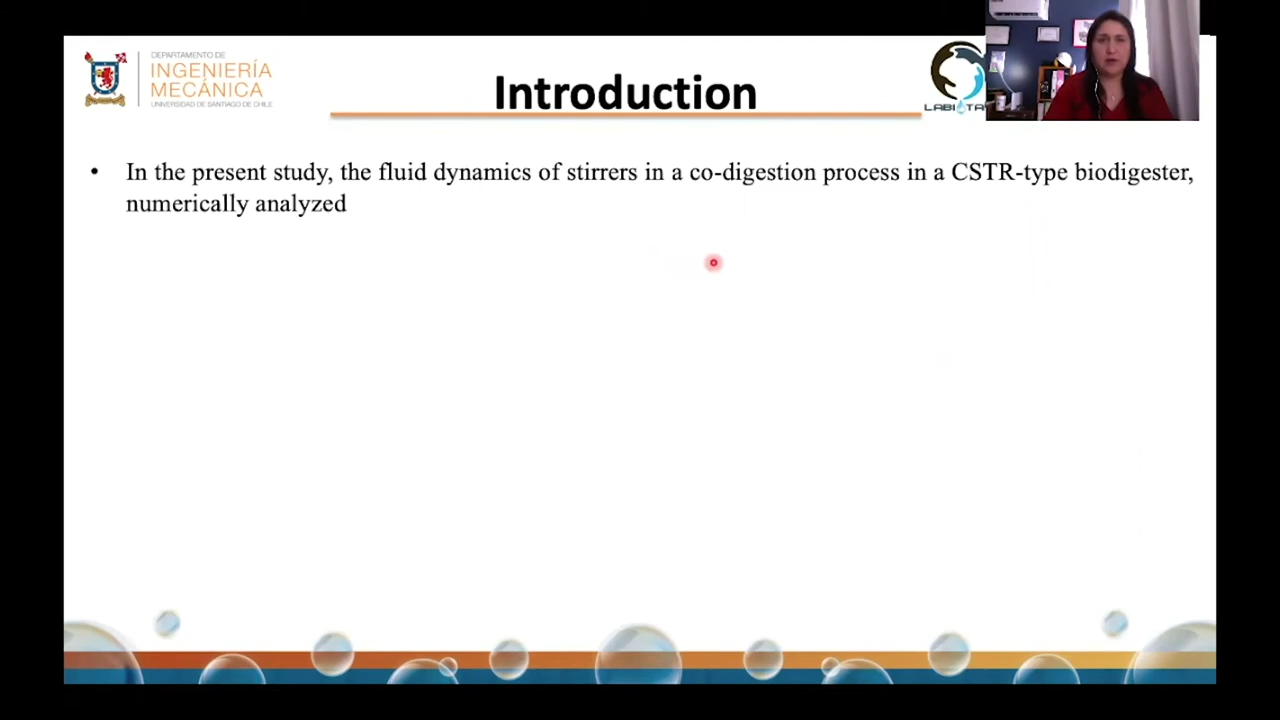 DEPARTAMENTO DE
INGENIERÍA
MECÁNICA
UNIVERSIDAD DE SANTIAGO DE CHILE
Introduction
• In the present study, the fluid dynamics of stirrers in a co-digestion process in a CSTR-type biodigester,
numerically analyzed